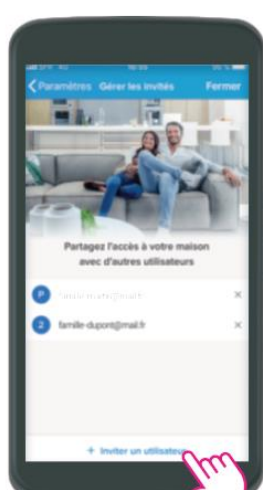 Paramètres Gérer les invités Fermer
Partagez l'accès à votre maison
avec d'autres utilisateurs
P
×
2 famille-dupont@mail.fr ×
+ Inviter un utilisateur